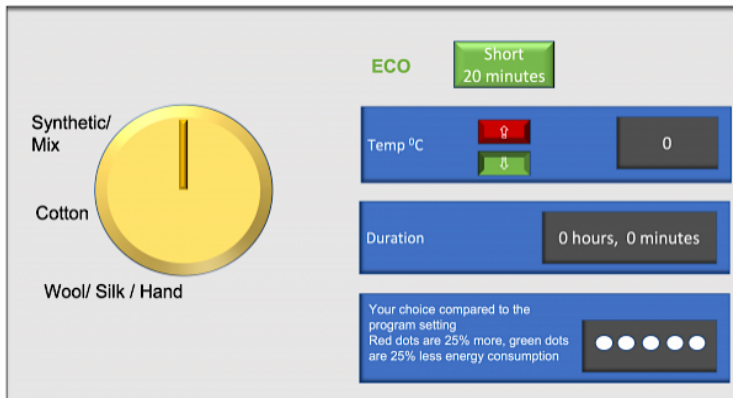 Synthetic/
Mix
Cotton
Wool/ Silk / Hand
ECO
Short
20 minutes
Temp ⁰C
⇧
0
⇩
Duration
0 hours, 0 minutes
Your choice compared to the
program setting
Red dots are 25% more, green dots
are 25% less energy consumption